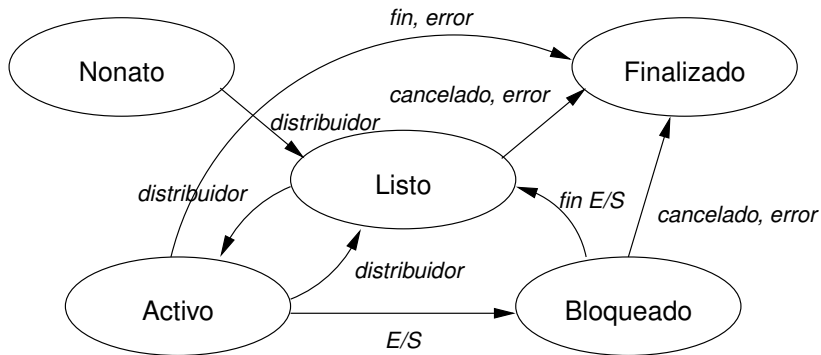 fin, error
Nonato
Finalizado
cancelado, error
distribuidor
Listo
distribuidor
fin E/S
cancelado, error
distribuidor
Activo
Bloqueado
E/S